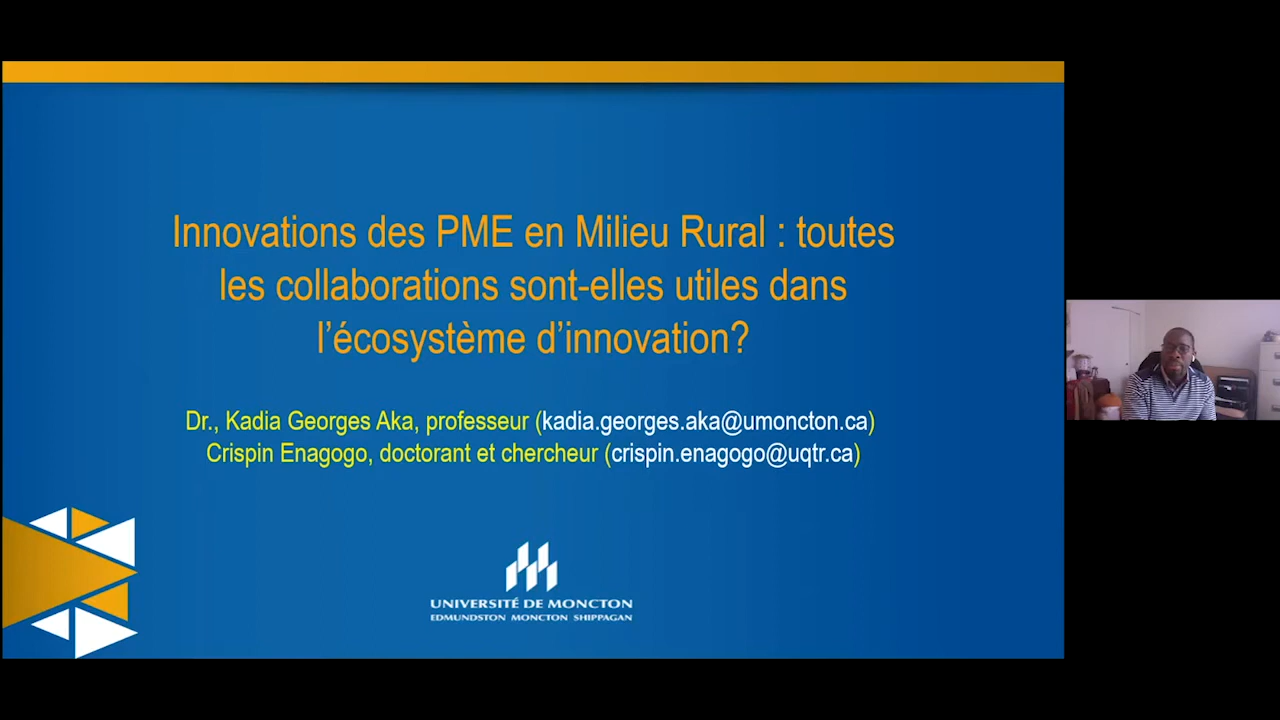 Innovations des PME en Milieu Rural : toutes
les collaborations sont-elles utiles dans
l’écosystème d’innovation?
Dr., Kadia Georges Aka, professeur (kadia.georges.aka@umoncton.ca)
Crispin Enagogo, doctorant et chercheur (crispin.enagogo@uqtr.ca)
UNIVERSITÉ DE MONCTON
EDMUNDSTON MONCTON SHIPPAGAN